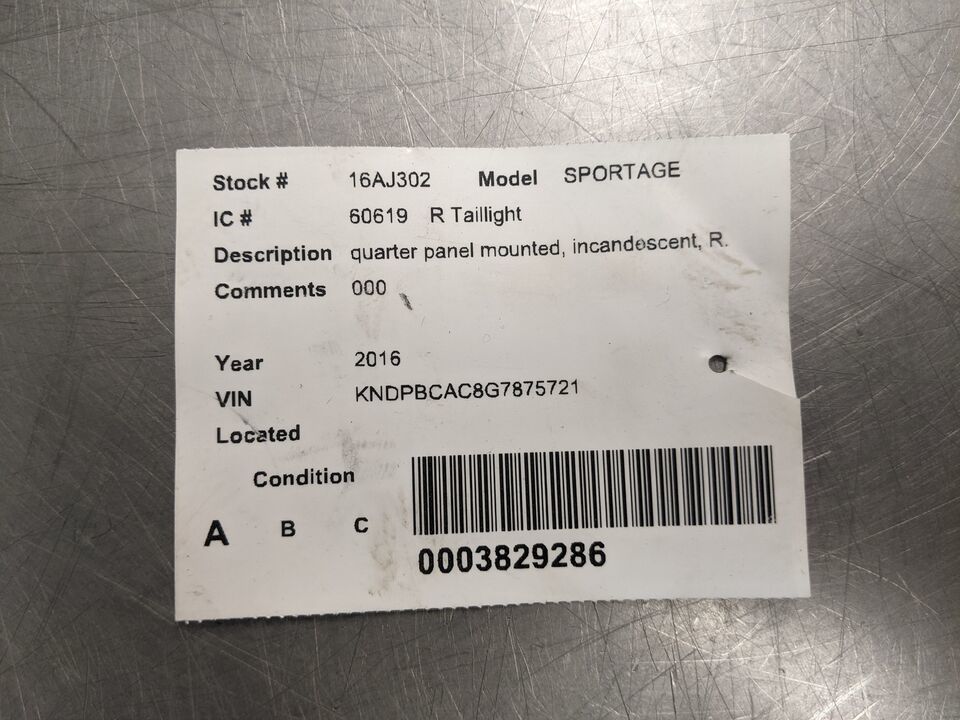 Stock # 16AJ302 Model SPORTAGE
IC # 60619 R Taillight
Description quarter panel mounted, incandescent, R.
Comments 000
Year 2016
VIN KNDPBCAC8G7875721
Located
Condition
A B C
0003829286